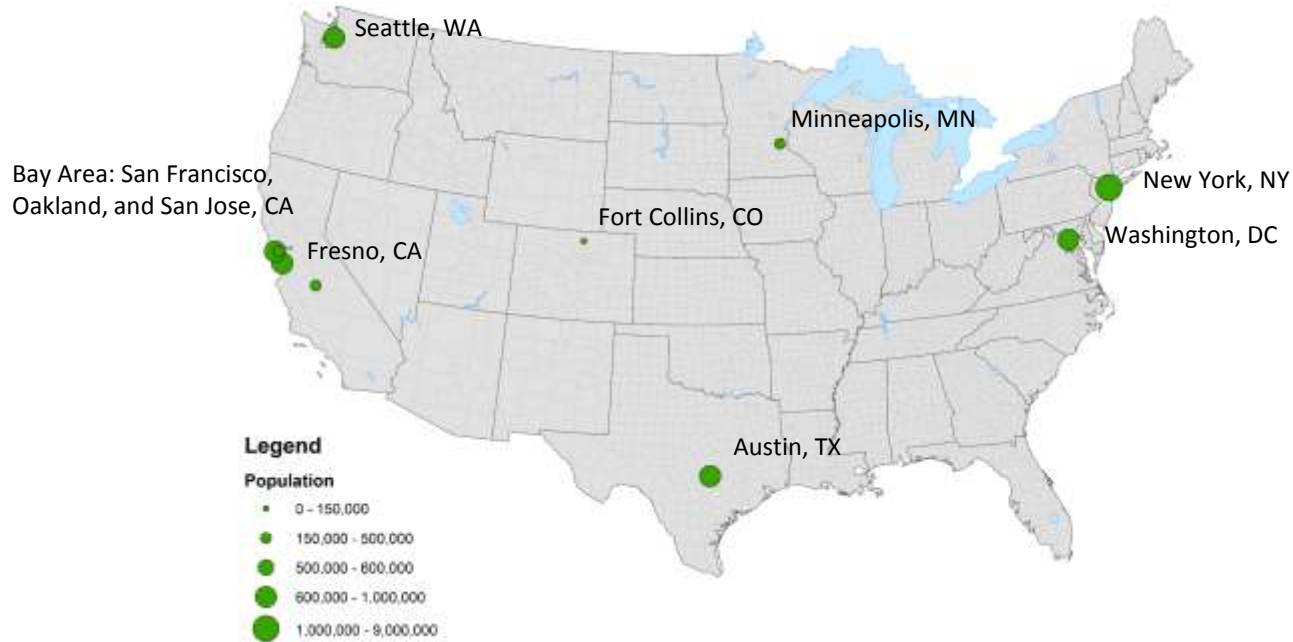 Seattle, WA
Minneapolis, MN
Bay Area: San Francisco,
Oakland, and San Jose, CA
New York, NY
Fort Collins, CO
Washington, DC
Fresno, CA
Austin, TX
Legend
Population
0 - 150,000
150,000 - 500,000
500,000 - 600,000
600,000 - 1,000,000
1,000,000 - 9,000,000